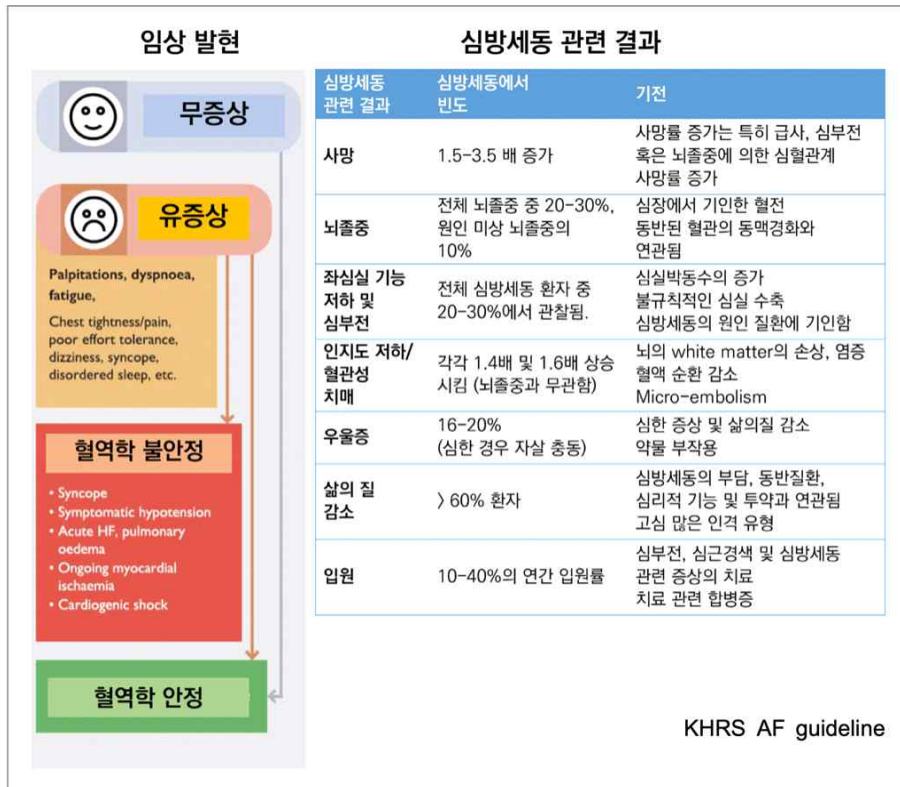 임상 발현
무증상
유증상
Palpitations, dyspnoea,
fatigue,
Chest tightness/pain,
poor effort tolerance,
dizziness, syncope,
disordered sleep, etc.
혈역학 불안정
• Syncope
• Symptomatic hypotension
• Acute HF, pulmonary
oedema
• Ongoing myocardial
ischaemia
• Cardiogenic shock
혈역학 안정
심방세동 관련 결과
심방세동
관련 결과
심방세동에서
빈도
기전
사망
1.5-3.5 배 증가
사망률 증가는 특히 급사, 심부전
혹은 뇌졸중에 의한 심혈관계
사망률 증가
뇌졸중
전체 뇌졸중 중 20-30%,
원인 미상 뇌졸중의
10%
심장에서 기인한 혈전
동반된 혈관의 동맥경화와
연관됨
좌심실 기능
저하 및
심부전
전체 심방세동 환자 중
20-30%에서 관찰됨.
심실박동수의 증가
불규칙적인 심실 수축
심방세동의 원인 질환에 기인함
인지도 저하/
혈관성
치매
각각 1.4배 및 1.6배 상승
시킴 (뇌졸중과 무관함)
뇌의 white matter의 손상, 염증
혈액 순환 감소
Micro-embolism
우울증
16-20%
(심한 경우 자살 충동)
심한 증상 및 삶의질 감소
약물 부작용
삶의 질
감소
> 60% 환자
심방세동의 부담, 동반질환,
심리적 기능 및 투약과 연관됨
고심 많은 인격 유형
입원
10-40%의 연간 입원률
심부전, 심근경색 및 심방세동
관련 증상의 치료
치료 관련 합병증
KHRS AF guideline